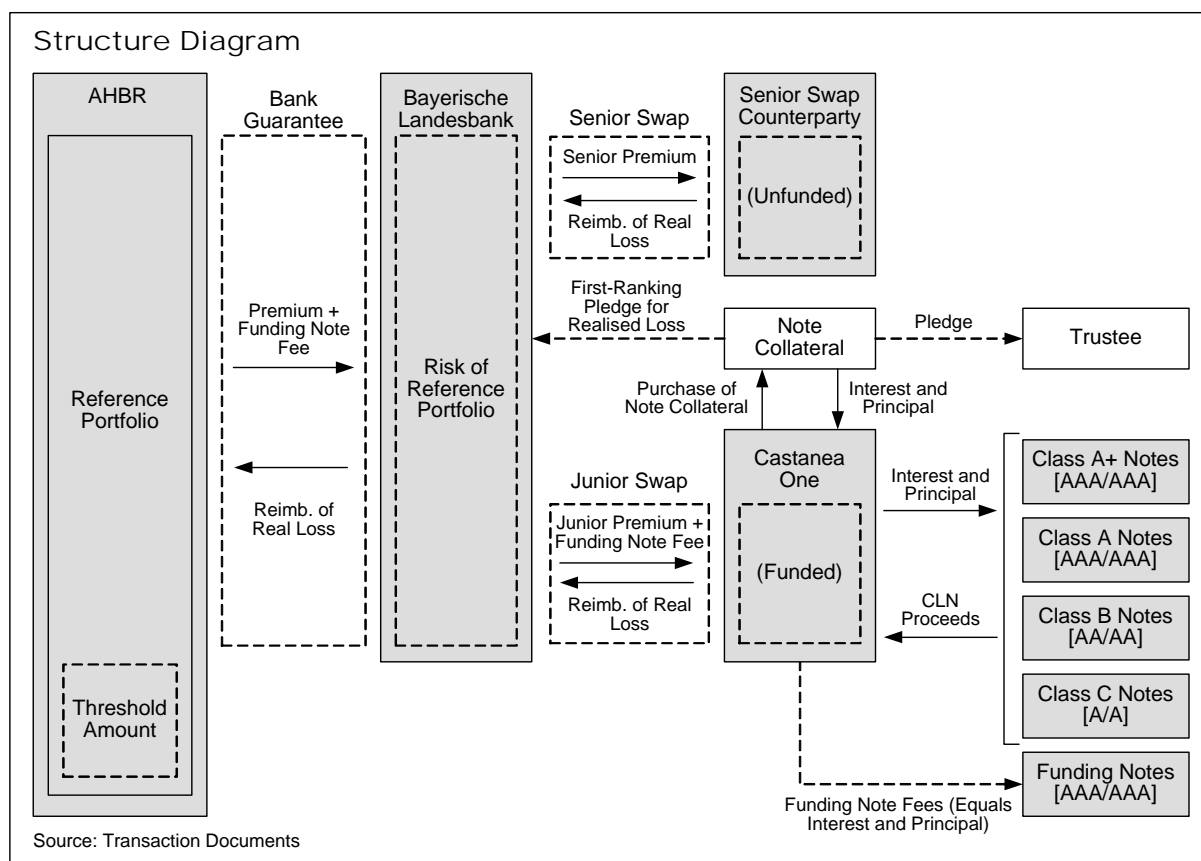 Structure Diagram
AHBR
Reference
Portfolio
Threshold
Amount
Bank
Guarantee
Premium +
Funding Note
Fee
Reimb. of
Real Loss
Bayerische
Landesbank
Risk of
Reference
Portfolio
Senior Swap
Senior Premium
Reimb. of Real
Loss
Senior Swap
Counterparty
(Unfunded)
First-Ranking
Pledge for
Realised Loss
Note
Collateral
Pledge
Trustee
Purchase of
Note Collateral
Interest and
Principal
Junior Swap
Junior Premium +
Funding Note Fee
Reimb. of Real
Loss
Castanea
One
(Funded)
Interest and
Principal
CLN
Proceeds
Class A+ Notes
[AAA/AAA]
Class A Notes
[AAA/AAA]
Class B Notes
[AA/AA]
Class C Notes
[A/A]
Funding Notes
[AAA/AAA]
Funding Note Fees (Equals
Interest and Principal)
Source: Transaction Documents